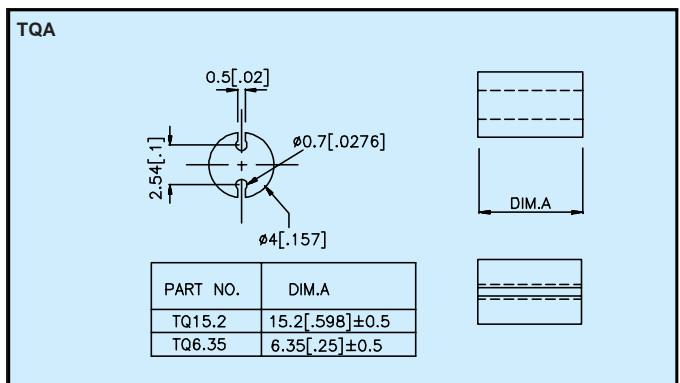 TQA
0.5[.02]
ø0.7[.0276]
2.54[.1]
ø4[.157]
DIM.A
PART NO. DIM.A
TQ15.2 15.2[.598]±0.5
TQ6.35 6.35[.25]±0.5